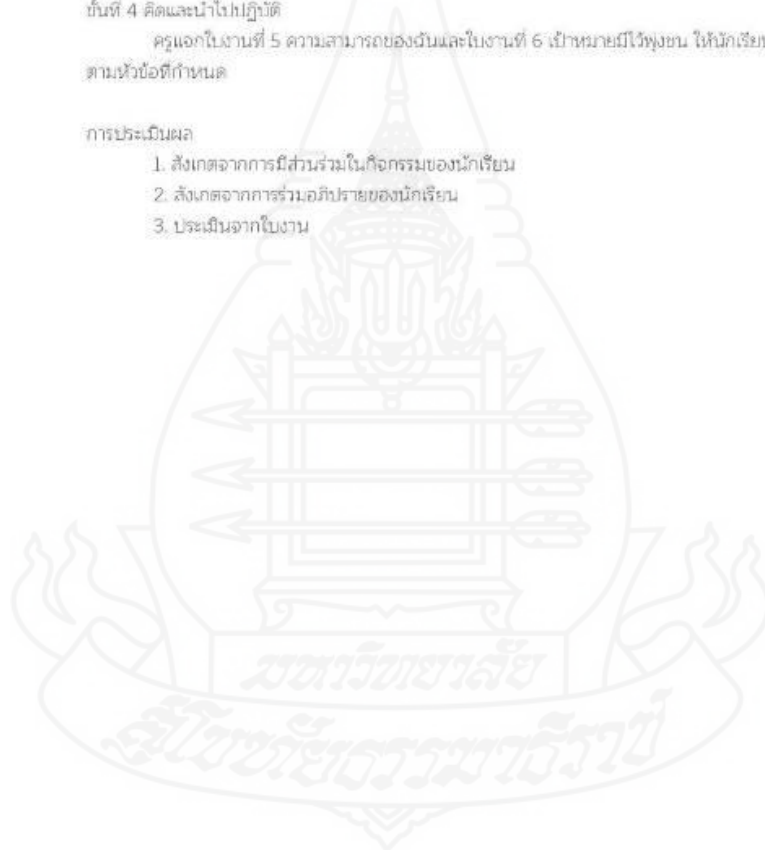 ขั้นที่ 4 คิดและนำไปปฏิบัติ
ครูแจกใบงานที่ 5 ความสามารถของฉันและใบงานที่ 6 เป้าหมายมีไว้พุ่งชน ให้นักเรียน
ตามหัวข้อที่กำหนด
การประเมินผล
1. สังเกตจากการมีส่วนร่วมในกิจกรรมของนักเรียน
2. สังเกตจากการร่วมอภิปรายของนักเรียน
3. ประเมินจากใบงาน
มหาวิทยาลัย
สุโขทัยธรรมาธิราช